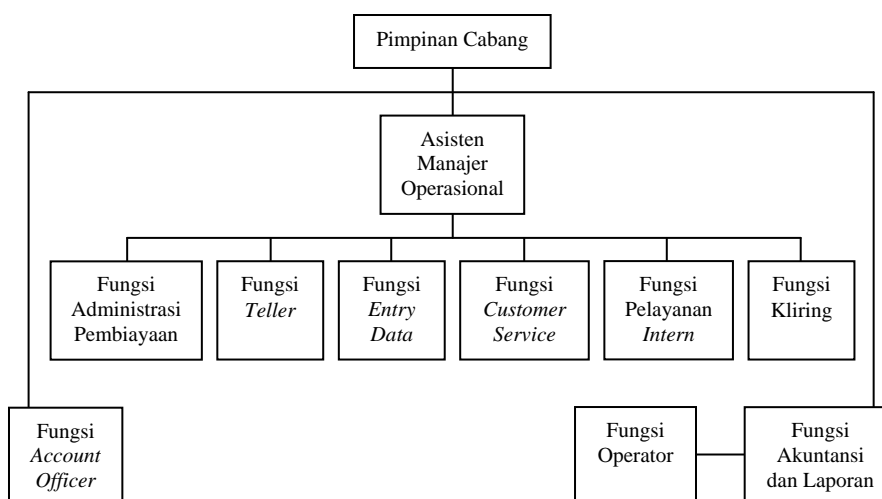 Pimpinan Cabang
Asisten
Manajer
Operasional
Fungsi
Administrasi
Pembiayaan
Fungsi
Teller
Fungsi
Entry
Data
Fungsi
Customer
Service
Fungsi
Pelayanan
Intern
Fungsi
Kliring
Fungsi
Account
Officer
Fungsi
Operator
Fungsi
Akuntansi
dan Laporan